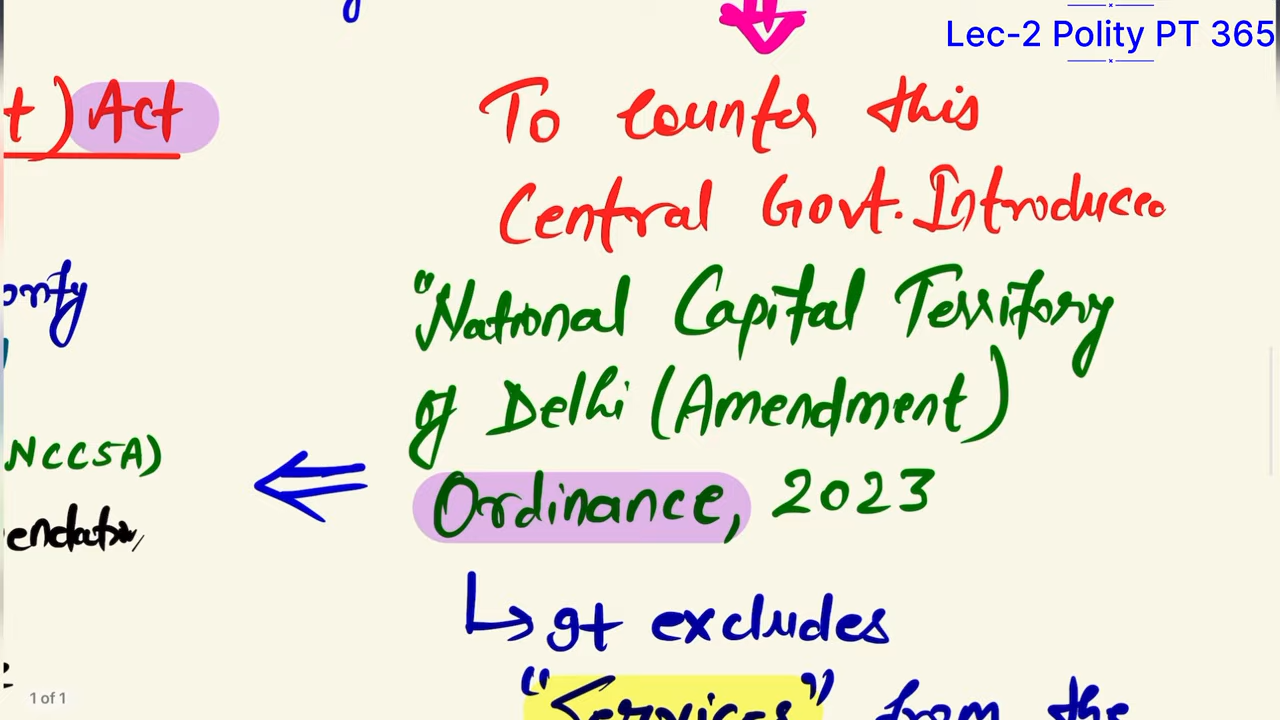 Lec-2 Polity PT 365
t) Act
To counter this
Central Govt. Introduced
"National Capital Territory
of Delhi (Amendment)
Ordinance, 2023
NCCSA)
↳ It excludes
"Services" from the
1 of 1